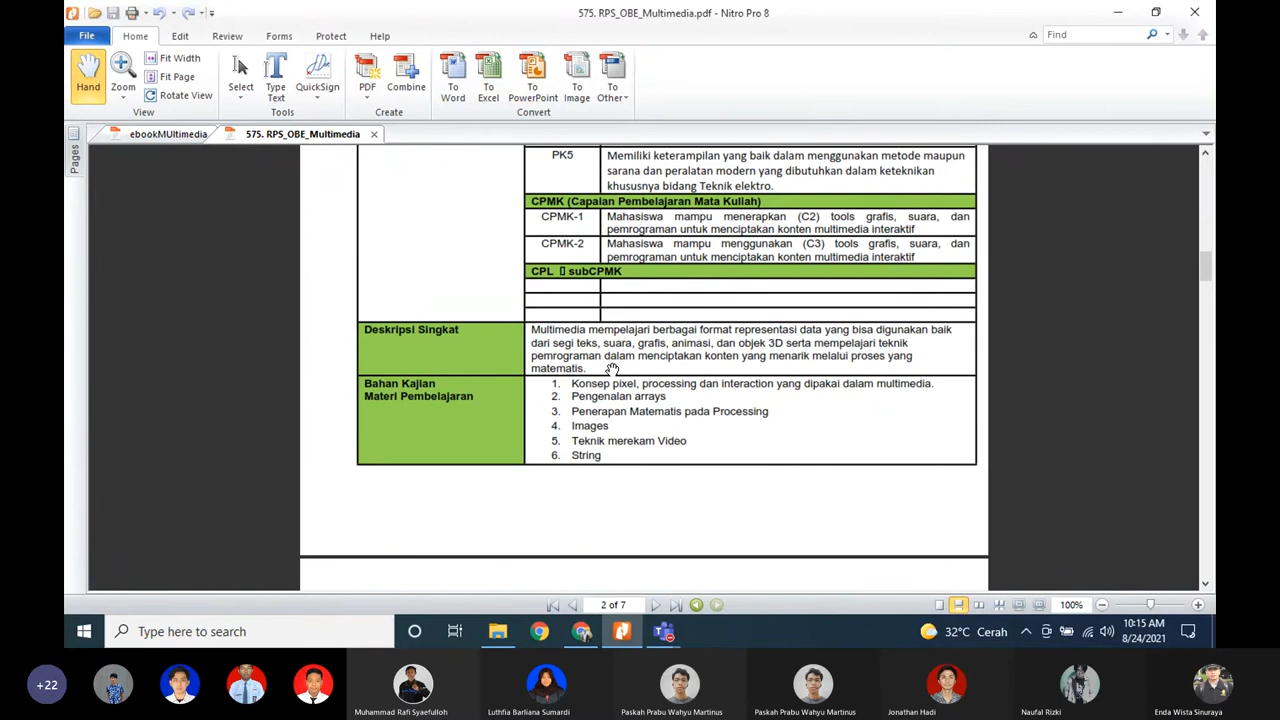 575. RPS_OBE_Multimedia.pdf - Nitro Pro 8
File Home Edit Review Forms Protect Help
Find
Hand
Zoom
Fit Width
Fit Page
Rotate View
View
Select
Type Text
QuickSign
Tools
PDF
Combine
Create
To Word
To Excel
To PowerPoint
To Image
To Other
Convert
ebookMUltimedia
575. RPS_OBE_Multimedia
Pages
PK5
Memiliki keterampilan yang baik dalam menggunakan metode maupun
sarana dan peralatan modern yang dibutuhkan dalam keteknikan
khususnya bidang Teknik elektro.
CPMK (Capaian Pembelajaran Mata Kuliah)
CPMK-1
Mahasiswa mampu menerapkan (C2) tools grafis, suara, dan
pemrograman untuk menciptakan konten multimedia interaktif
CPMK-2
Mahasiswa mampu menggunakan (C3) tools grafis, suara, dan
pemrograman untuk menciptakan konten multimedia interaktif
CPL ▯ subCPMK
Deskripsi Singkat
Multimedia mempelajari berbagai format representasi data yang bisa digunakan baik
dari segi teks, suara, grafis, animasi, dan objek 3D serta mempelajari teknik
pemrograman dalam menciptakan konten yang menarik melalui proses yang
matematis.
Bahan Kajian
Materi Pembelajaran
1. Konsep pixel, processing dan interaction yang dipakai dalam multimedia.
2. Pengenalan arrays
3. Penerapan Matematis pada Processing
4. Images
5. Teknik merekam Video
6. String
2 of 7
100%
Type here to search
32°C Cerah
10:15 AM
8/24/2021
+22
Muhammad Rafi Syaefulloh
Luthfia Barliana Sumardi
Paskah Prabu Wahyu Martinus
Paskah Prabu Wahyu Martinus
Jonathan Hadi
Naufal Rizki
Enda Wista Sinuraya